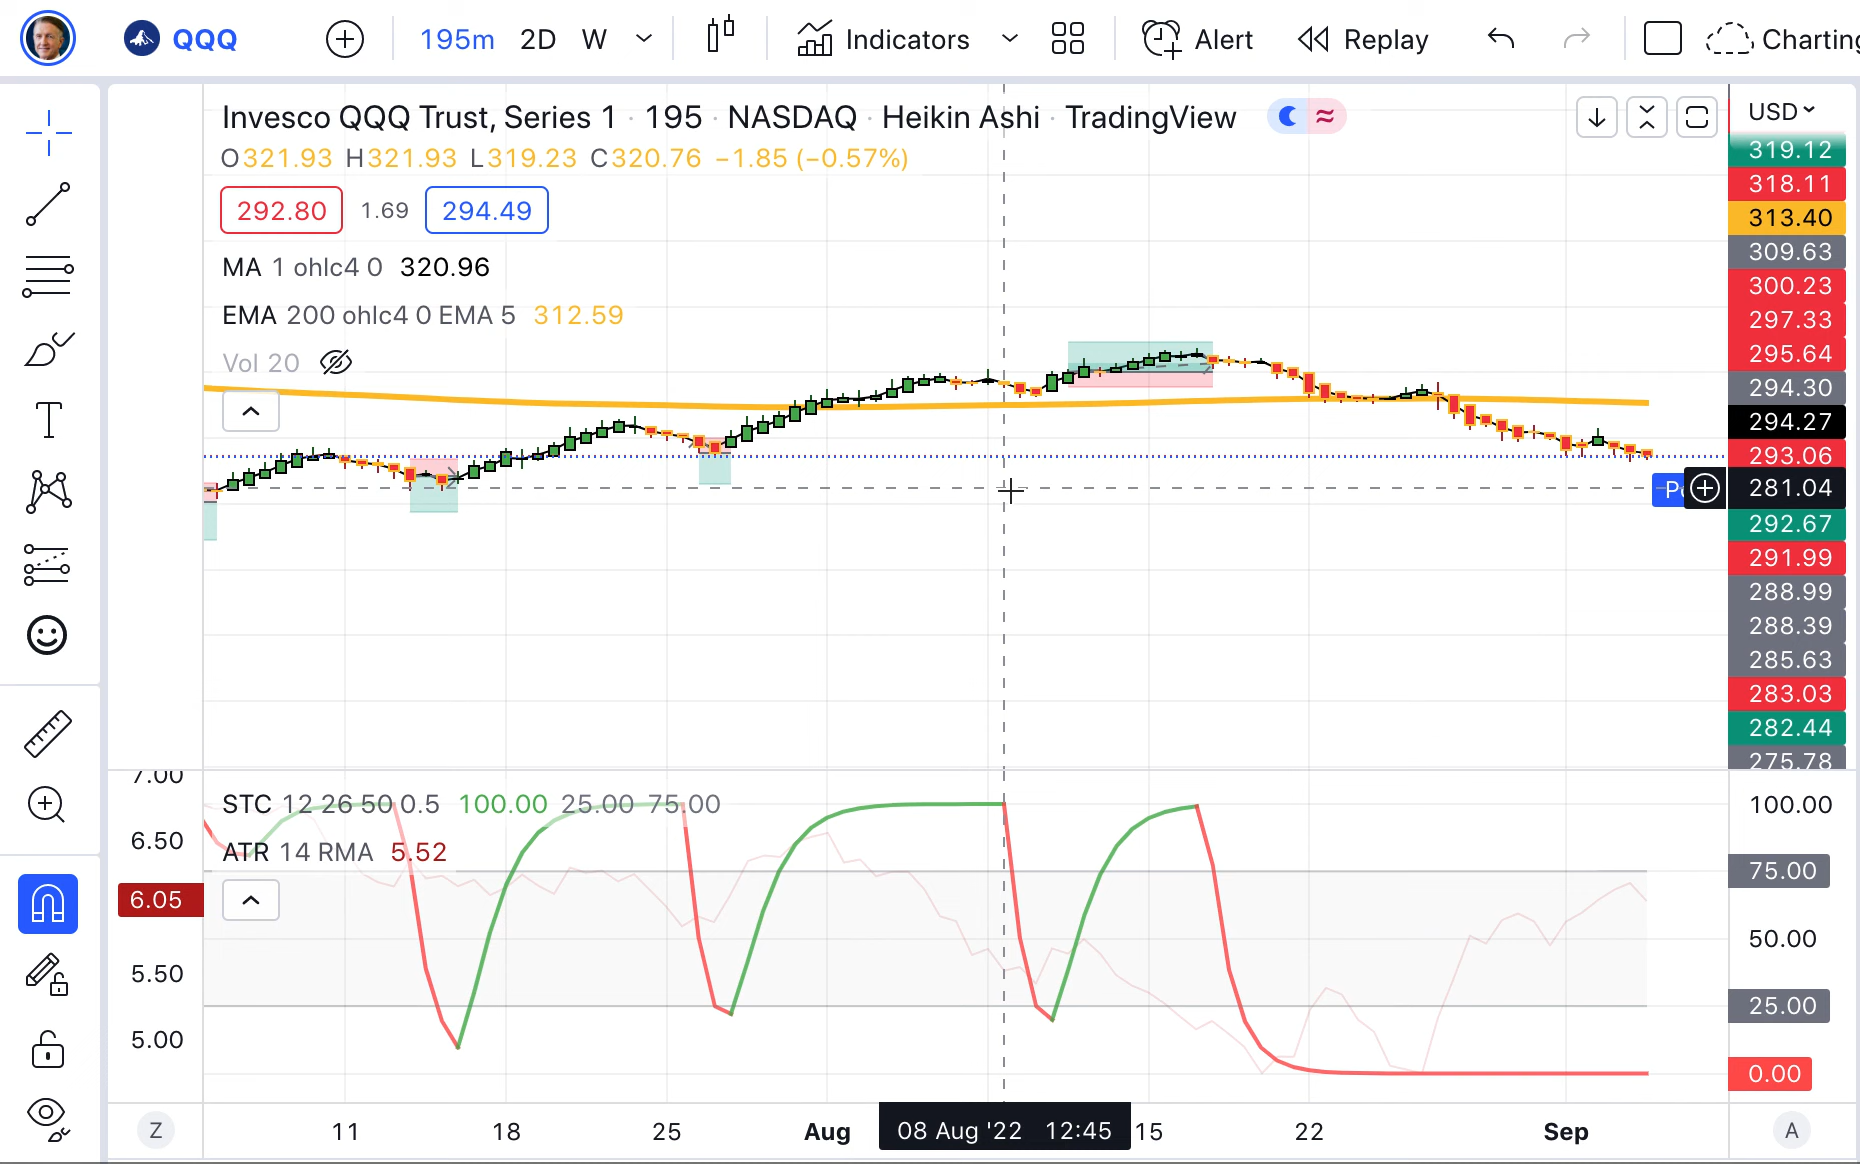 QQQ 195m 2D W Indicators Alert Replay Charting
Invesco QQQ Trust, Series 1 · 195 · NASDAQ · Heikin Ashi · TradingView
O321.93 H321.93 L319.23 C320.76 −1.85 (−0.57%)
292.80 1.69 294.49
MA 1 ohlc4 0 320.96
EMA 200 ohlc4 0 EMA 5 312.59
Vol 20
USD
319.12
318.11
313.40
309.63
300.23
297.33
295.64
294.30
294.27
293.06
281.04
292.67
291.99
288.99
288.39
285.63
283.03
282.44
275.78
STC 12 26 50 0.5 100.00 25.00 75.00
ATR 14 RMA 5.52
7.00
6.50
6.05
5.50
5.00
100.00
75.00
50.00
25.00
0.00
Z 11 18 25 Aug 08 Aug '22 12:45 15 22 Sep A